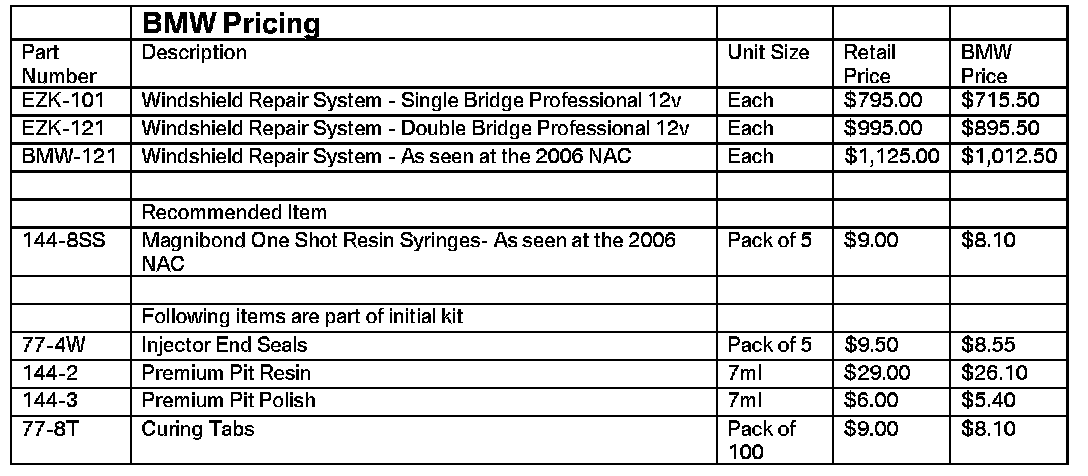 BMW Pricing
Part Number Description Unit Size Retail Price BMW Price
EZK-101 Windshield Repair System - Single Bridge Professional 12v Each $795.00 $715.50
EZK-121 Windshield Repair System - Double Bridge Professional 12v Each $995.00 $895.50
BMW-121 Windshield Repair System - As seen at the 2006 NAC Each $1,125.00 $1,012.50
Recommended Item
144-8SS Magnibond One Shot Resin Syringes- As seen at the 2006 NAC Pack of 5 $9.00 $8.10
Following items are part of initial kit
77-4W Injector End Seals Pack of 5 $9.50 $8.55
144-2 Premium Pit Resin 7ml $29.00 $26.10
144-3 Premium Pit Polish 7ml $6.00 $5.40
77-8T Curing Tabs Pack of 100 $9.00 $8.10